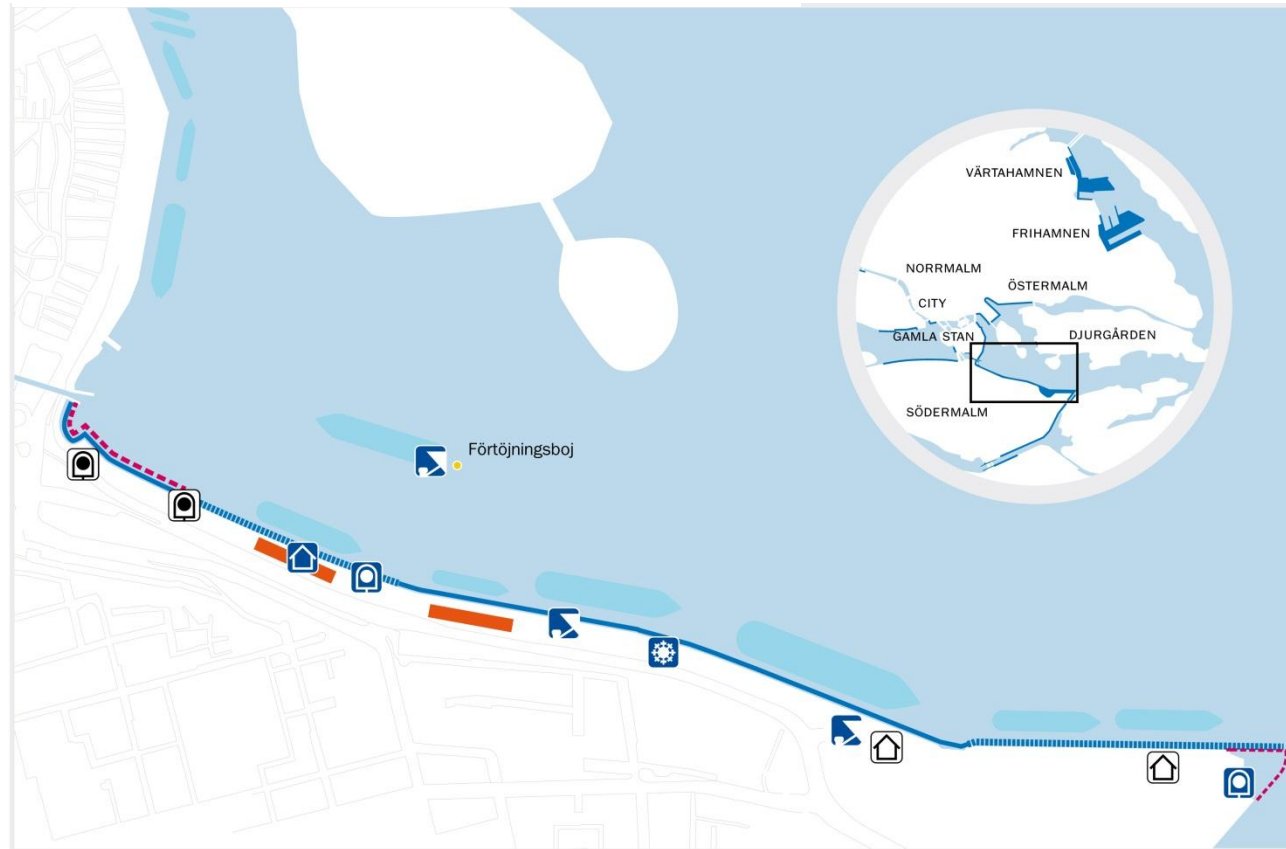 VÄRTAHAMNEN
FRIHAMNEN
NORRMALM
ÖSTERMALM
CITY
GAMLA STAN
DJURGÅRDEN
SÖDERMALM
Förtöjningsboj